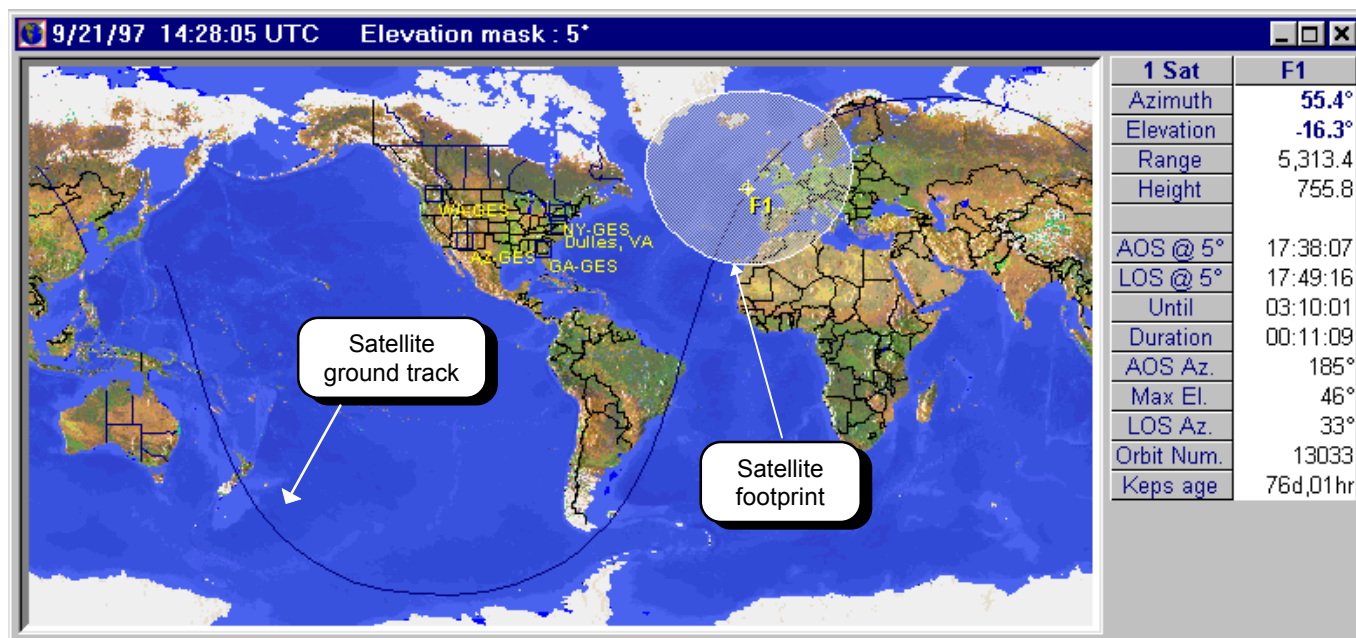 9/21/97 14:28:05 UTC Elevation mask : 5°
1 Sat F1
Azimuth 55.4°
Elevation -16.3°
Range 5,313.4
Height 755.8
AOS @ 5° 17:38:07
LOS @ 5° 17:49:16
Until 03:10:01
Duration 00:11:09
AOS Az. 185°
Max El. 46°
LOS Az. 33°
Orbit Num. 13033
Keps age 76d,01hr
F1
WA-GES
NY-GES
Dulles, VA
AZ-GES
GA-GES
Satellite
ground track
Satellite
footprint